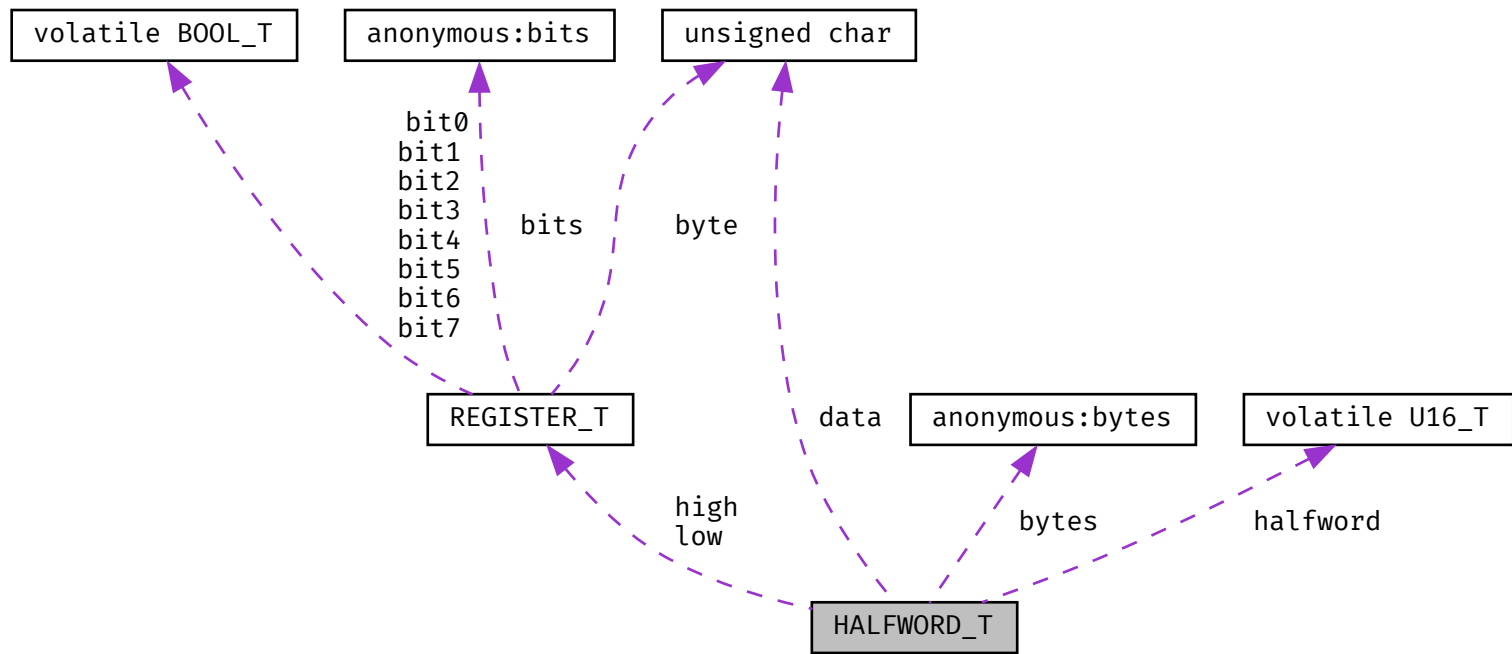 volatile BOOL_T
anonymous:bits
unsigned char
bit0
bit1
bit2
bit3
bit4
bit5
bit6
bit7
bits
byte
REGISTER_T
data
anonymous:bytes
volatile U16_T
high
low
bytes
halfword
HALFWORD_T